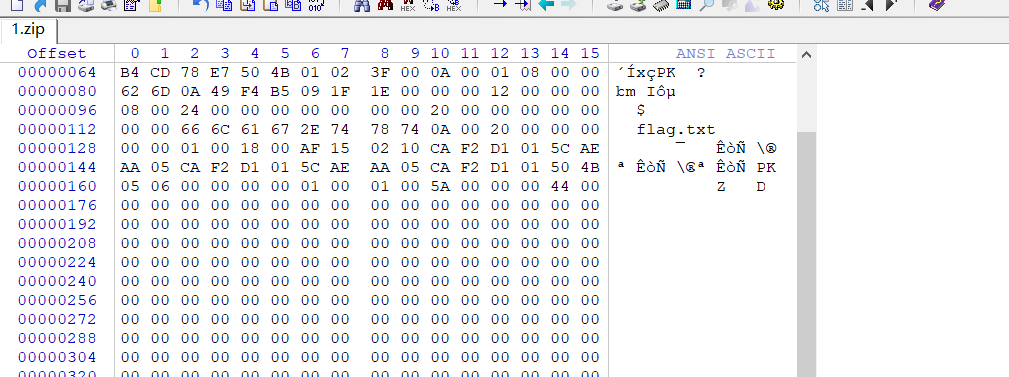 1.zip
Offset 0 1 2 3 4 5 6 7 8 9 10 11 12 13 14 15 ANSI ASCII
00000064 B4 CD 78 E7 50 4B 01 02 3F 00 0A 00 01 08 00 00 ´ÍxçPK ?
00000080 62 6D 0A 49 F4 B5 09 1F 1E 00 00 00 12 00 00 00 bm Iôµ
00000096 08 00 24 00 00 00 00 00 00 00 20 00 00 00 00 00 $
00000112 00 00 66 6C 61 67 2E 74 78 74 0A 00 20 00 00 00 flag.txt
00000128 00 00 01 00 18 00 AF 15 02 10 CA F2 D1 01 5C AE ¯ ÊòÑ \®
00000144 AA 05 CA F2 D1 01 5C AE AA 05 CA F2 D1 01 50 4B ª ÊòÑ \®ª ÊòÑ PK
00000160 05 06 00 00 00 00 01 00 01 00 5A 00 00 00 44 00 Z D
00000176 00 00 00 00 00 00 00 00 00 00 00 00 00 00 00 00
00000192 00 00 00 00 00 00 00 00 00 00 00 00 00 00 00 00
00000208 00 00 00 00 00 00 00 00 00 00 00 00 00 00 00 00
00000224 00 00 00 00 00 00 00 00 00 00 00 00 00 00 00 00
00000240 00 00 00 00 00 00 00 00 00 00 00 00 00 00 00 00
00000256 00 00 00 00 00 00 00 00 00 00 00 00 00 00 00 00
00000272 00 00 00 00 00 00 00 00 00 00 00 00 00 00 00 00
00000288 00 00 00 00 00 00 00 00 00 00 00 00 00 00 00 00
00000304 00 00 00 00 00 00 00 00 00 00 00 00 00 00 00 00
00000320 00 00 00 00 00 00 00 00 00 00 00 00 00 00 00 00